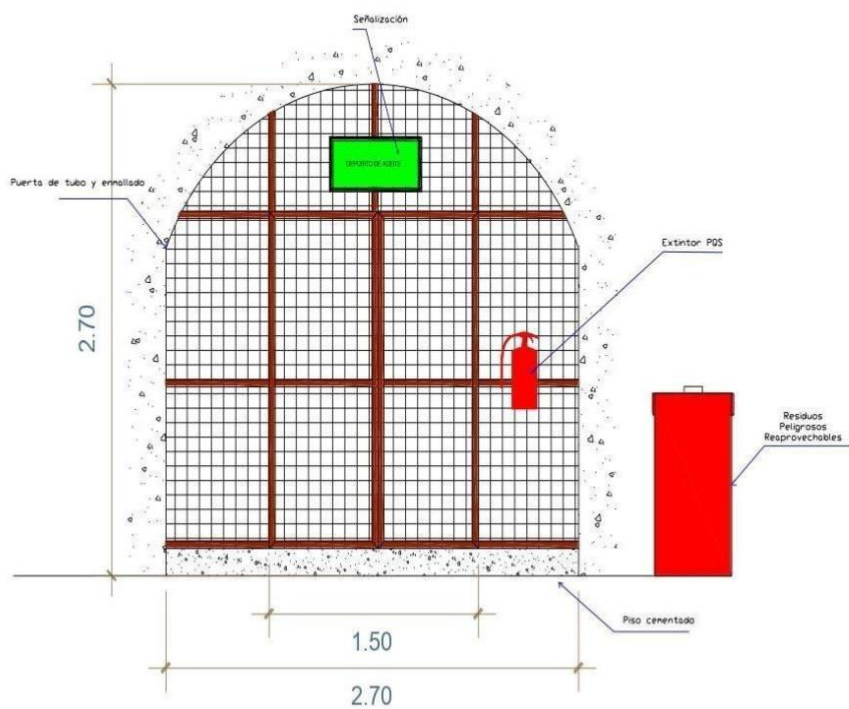 Señalización
DEPOSITO DE ACEITE
Puerta de tubo y enmallado
Extintor PQS
2.70
Residuos
Peligrosos
Reaprovechables
Piso cementado
1.50
2.70